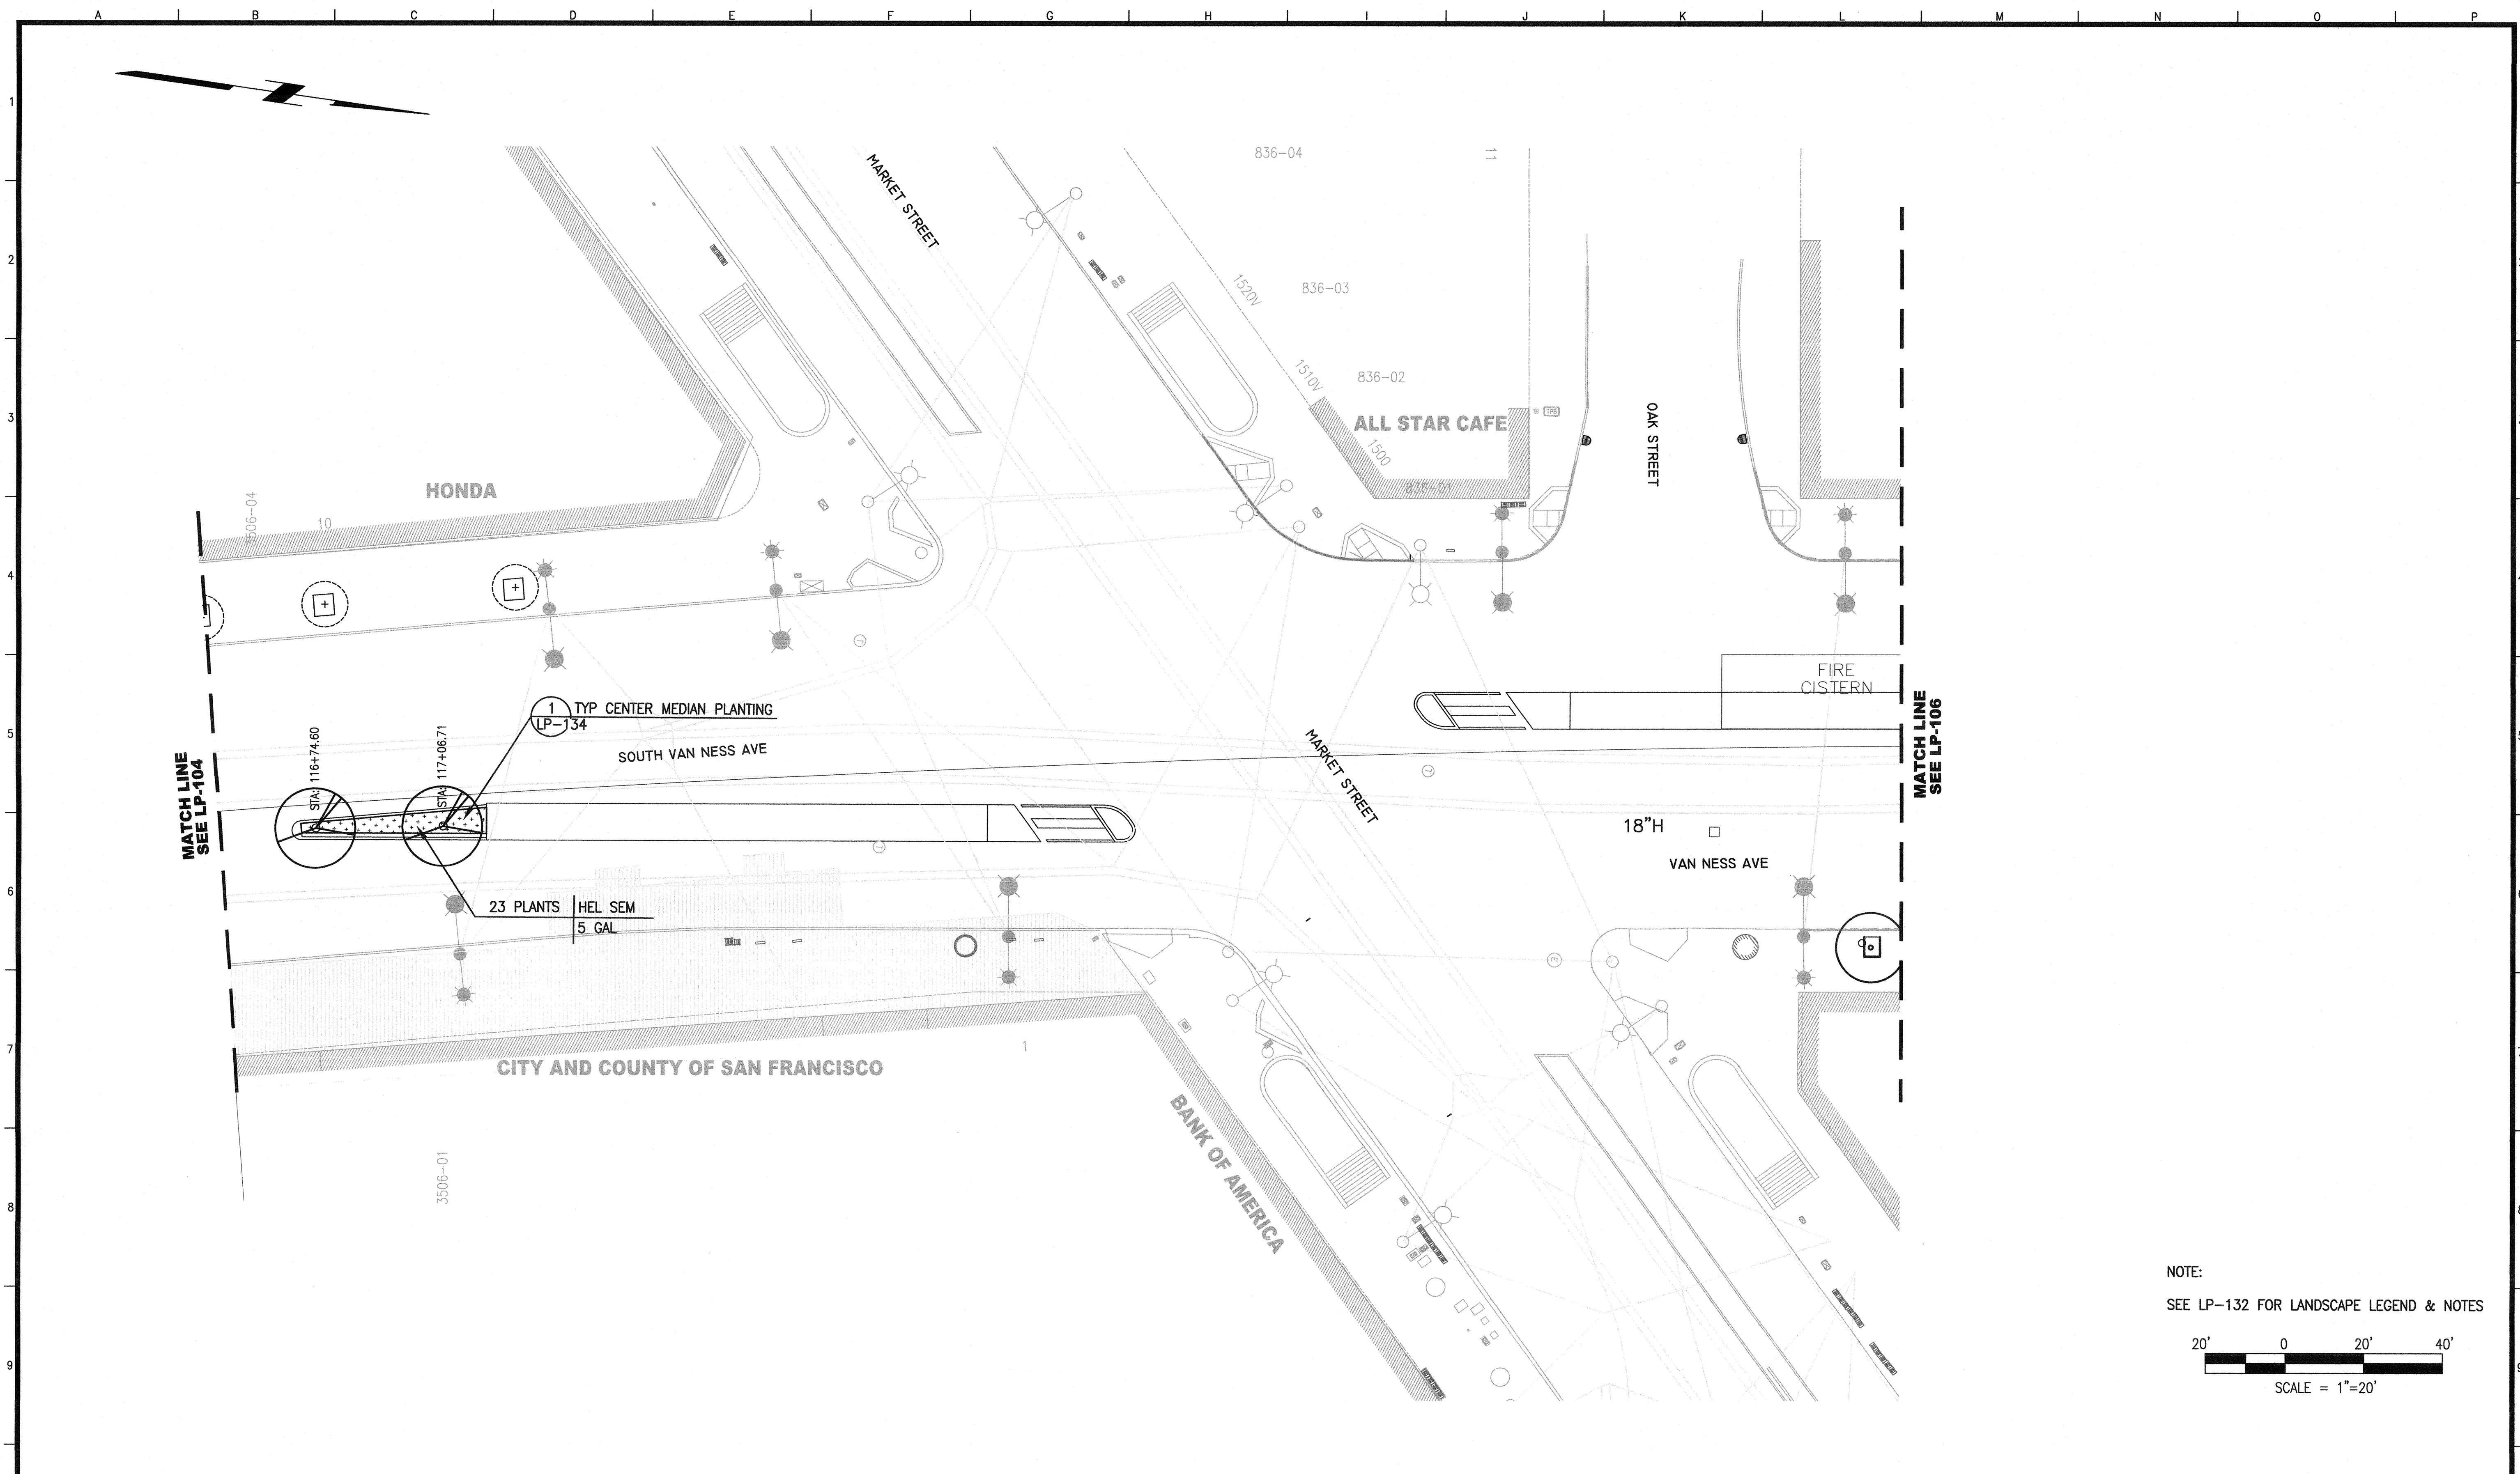 A B C D E F G H I J K L M N O P
1
2
3
4
5
6
7
8
9
MARKET STREET
836-04
11
1520V
836-03
1510V
836-02
ALL STAR CAFE
TPB
1500
836-01
OAK STREET
HONDA
3506-04
10
FIRE
CISTERN
1 TYP CENTER MEDIAN PLANTING
LP-134
SOUTH VAN NESS AVE
STA: 116+74.60
STA: 117+06.71
MATCH LINE
SEE LP-104
MARKET STREET
MATCH LINE
SEE LP-106
18"H
VAN NESS AVE
23 PLANTS HEL SEM
5 GAL
T
T
T
E
CITY AND COUNTY OF SAN FRANCISCO
1
BANK OF AMERICA
3506-01
NOTE:
SEE LP-132 FOR LANDSCAPE LEGEND & NOTES
20' 0 20' 40'
SCALE = 1"=20'